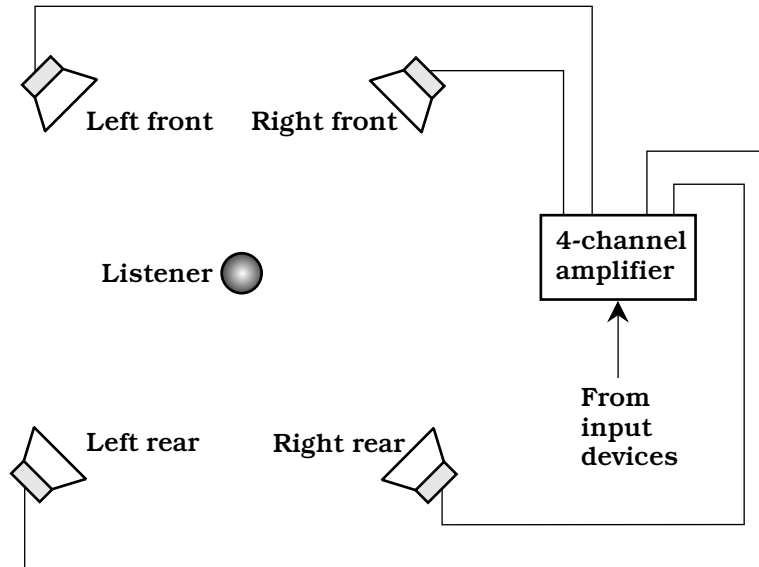 Left front
Right front
4-channel
amplifier
Listener
From
input
devices
Left rear
Right rear